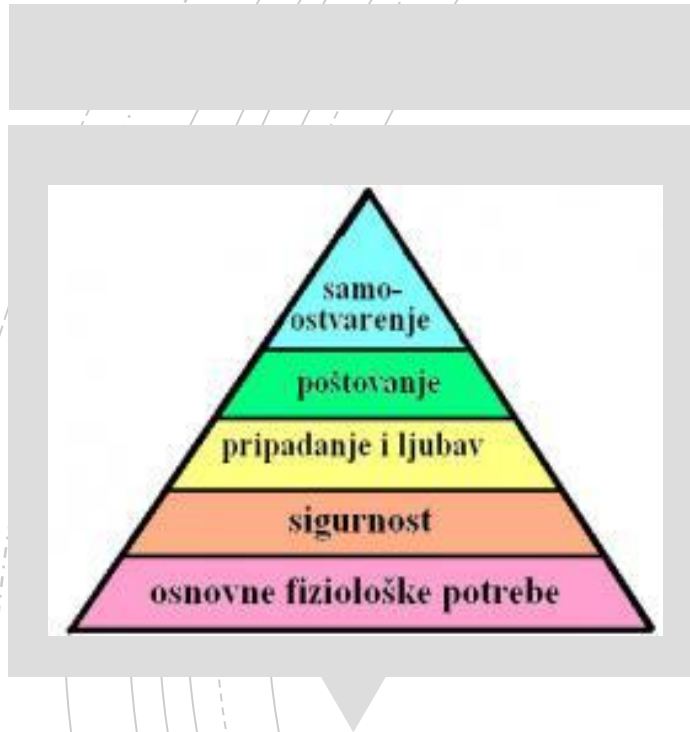 samo-
ostvarenje
poštovanje
pripadanje i ljubav
sigurnost
osnovne fiziološke potrebe